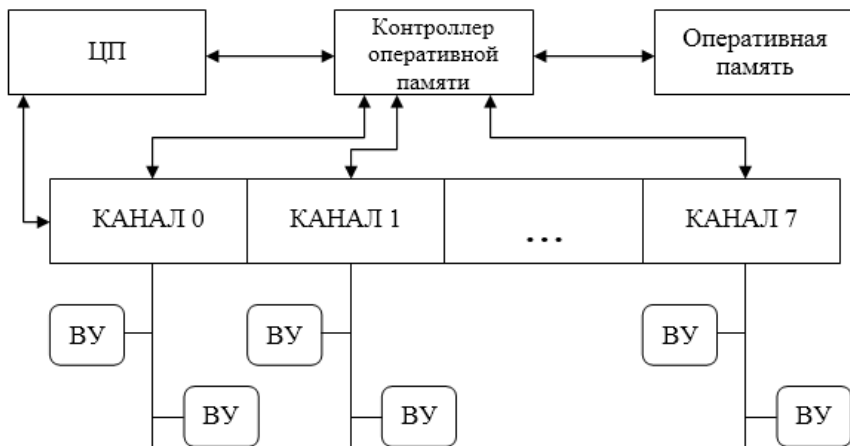 ЦП
Контроллер
оперативной
памяти
Оперативная
память
КАНАЛ 0
КАНАЛ 1
...
КАНАЛ 7
ВУ
ВУ
ВУ
ВУ
ВУ
ВУ